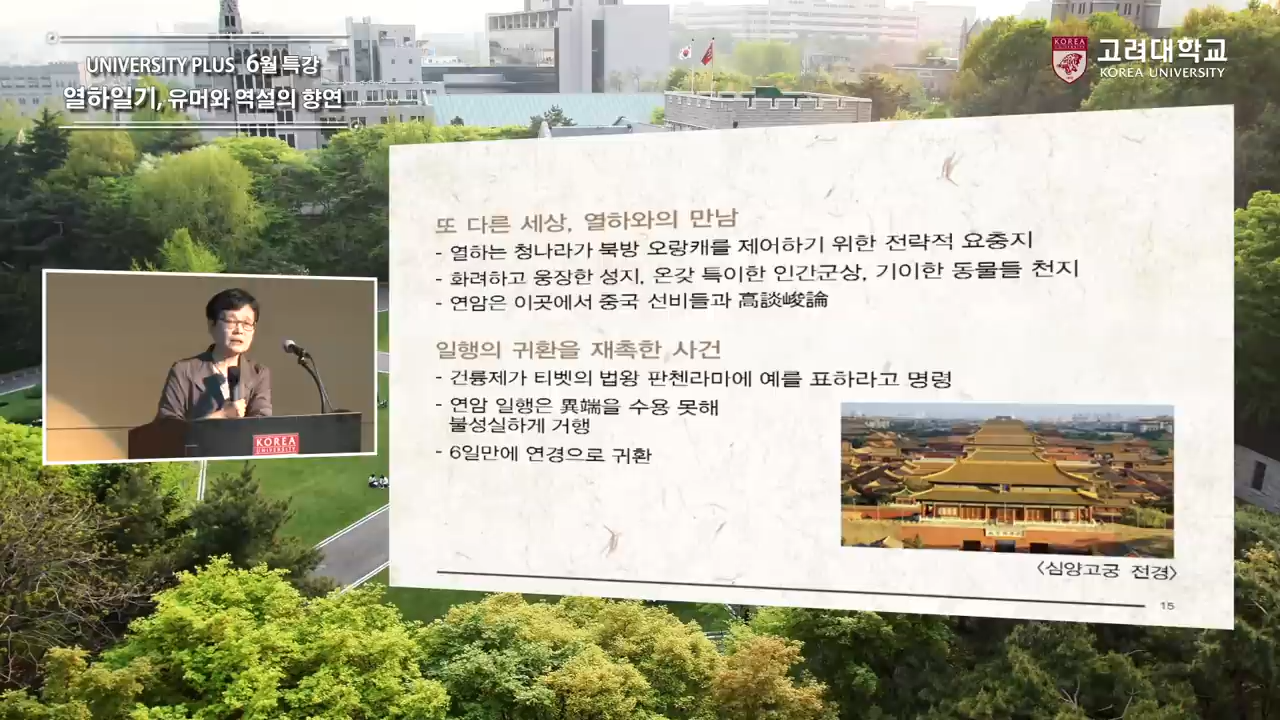 UNIVERSITY PLUS 6월 특강
열하일기, 유머와 역설의 향연
KOREA
고려대학교
KOREA UNIVERSITY
또 다른 세상, 열하와의 만남
- 열하는 청나라가 북방 오랑캐를 제어하기 위한 전략적 요충지
- 화려하고 웅장한 성지, 온갖 특이한 인간군상, 기이한 동물들 천지
- 연암은 이곳에서 중국 선비들과 高談峻論
일행의 귀환을 재촉한 사건
- 건륭제가 티벳의 법왕 판첸라마에 예를 표하라고 명령
- 연암 일행은 異端을 수용 못해
불성실하게 거행
- 6일만에 연경으로 귀환
<심양고궁 전경>
15
KOREA
UNIVERSITY